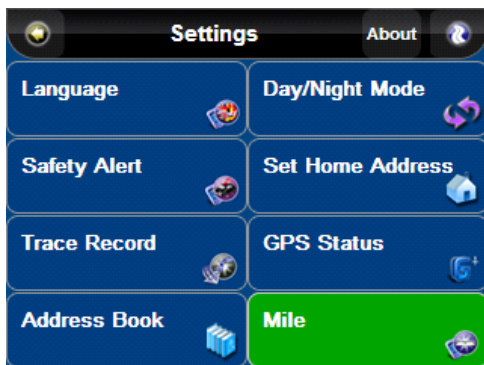 Settings
About
Language
Day/Night Mode
Safety Alert
Set Home Address
Trace Record
GPS Status
Address Book
Mile